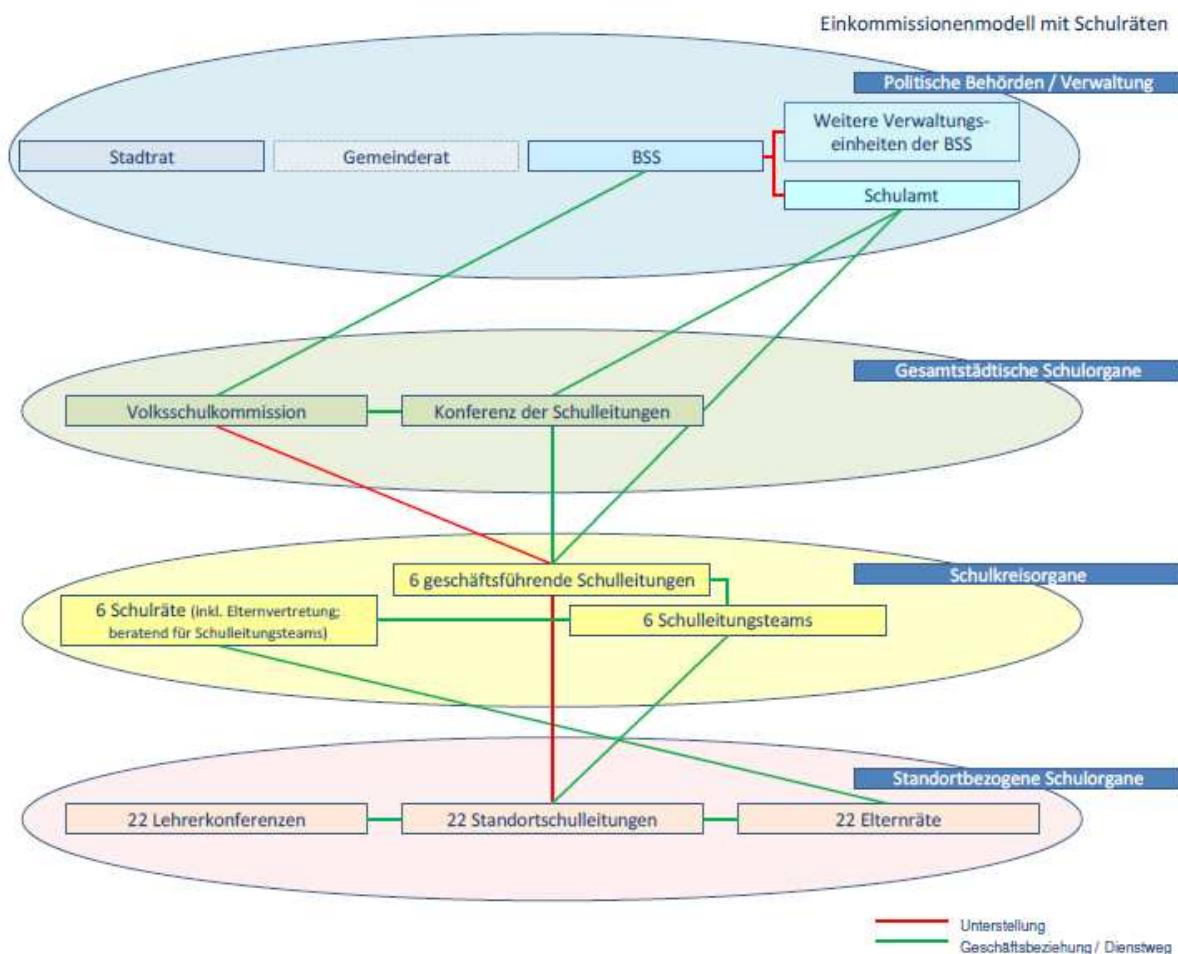 Einkommissionenmodell mit Schulräten
Politische Behörden / Verwaltung
Stadtrat
Gemeinderat
BSS
Weitere Verwaltungs-
einheiten der BSS
Schulamt
Gesamtstädtische Schulorgane
Volksschulkommission
Konferenz der Schulleitungen
Schulkreisorgane
6 geschäftsführende Schulleitungen
6 Schulräte (inkl. Elternvertretung;
beratend für Schulleitungsteams)
6 Schulleitungsteams
Standortbezogene Schulorgane
22 Lehrerkonferenzen
22 Standortschulleitungen
22 Elternräte
Unterstellung
Geschäftsbeziehung / Dienstweg